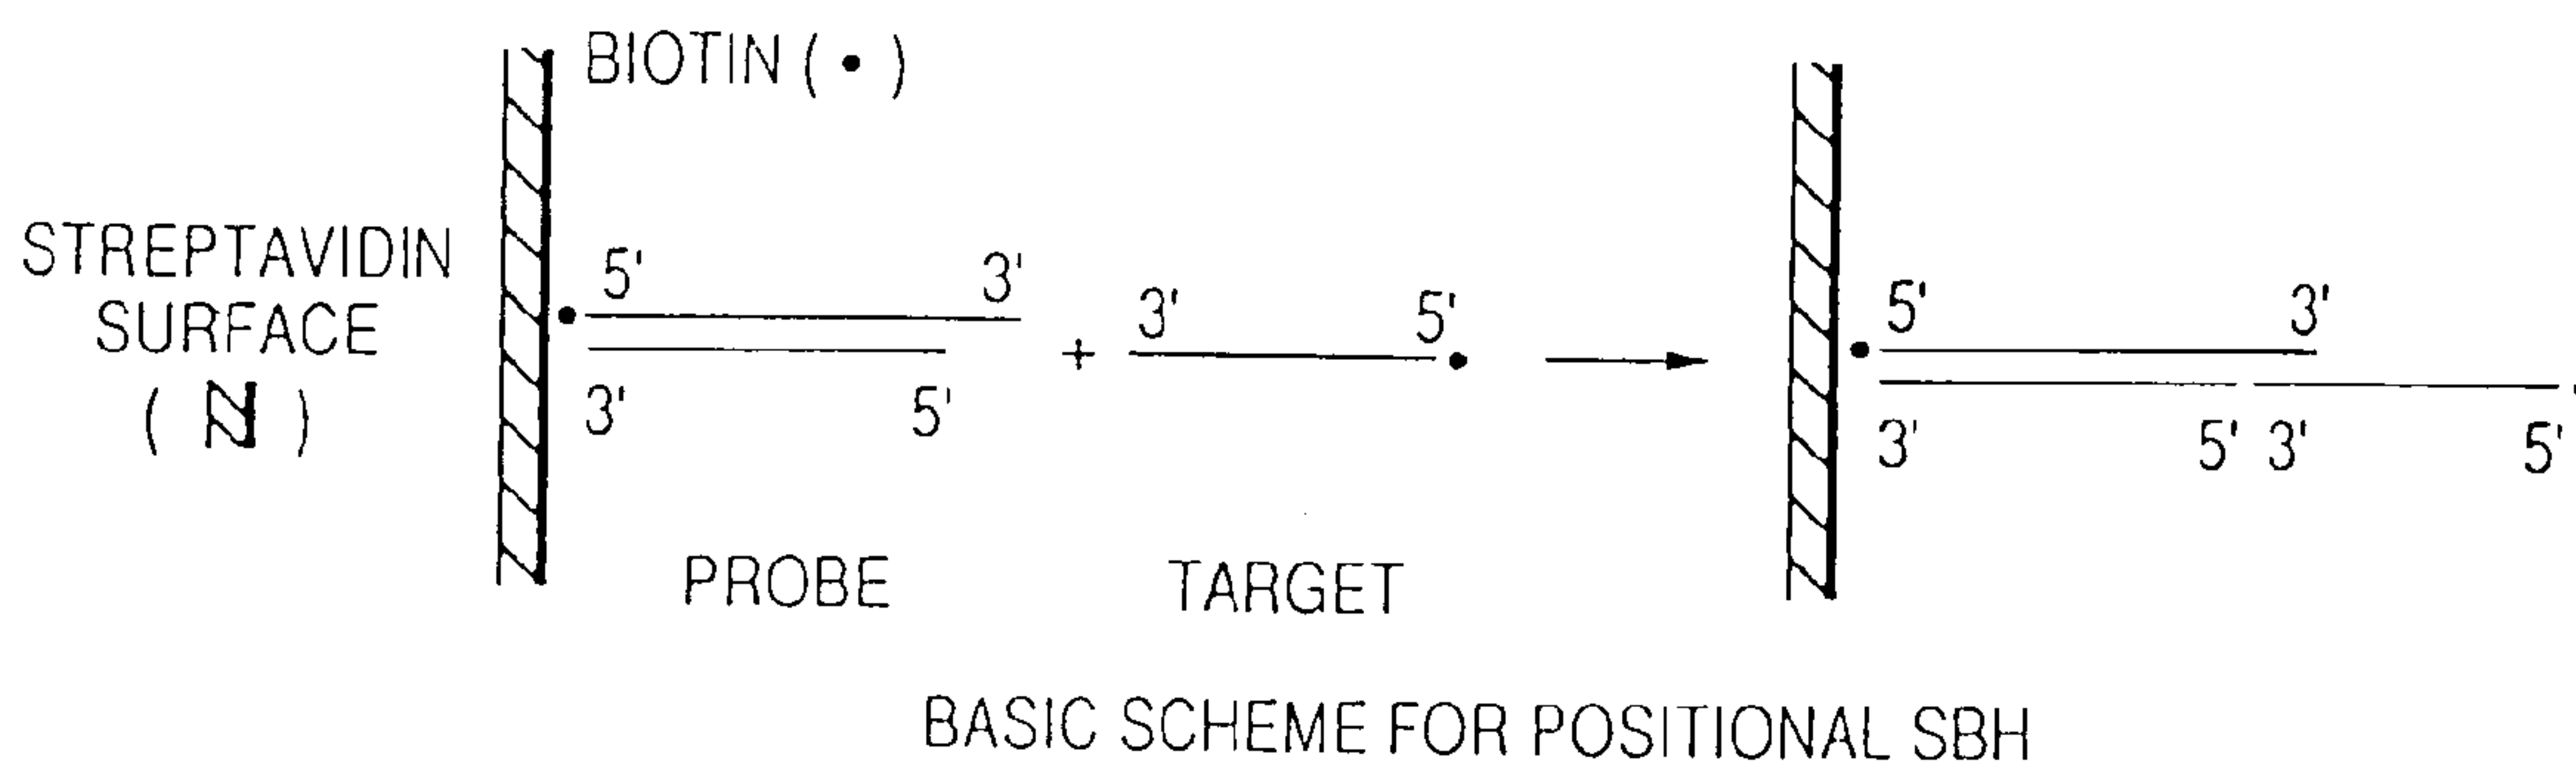 BIOTIN ( • )
STREPTAVIDIN
SURFACE
( )
5' 3'
3' 5'
+
3' 5'
5' 3'
3' 5' 3' 5'
PROBE
TARGET
BASIC SCHEME FOR POSITIONAL SBH